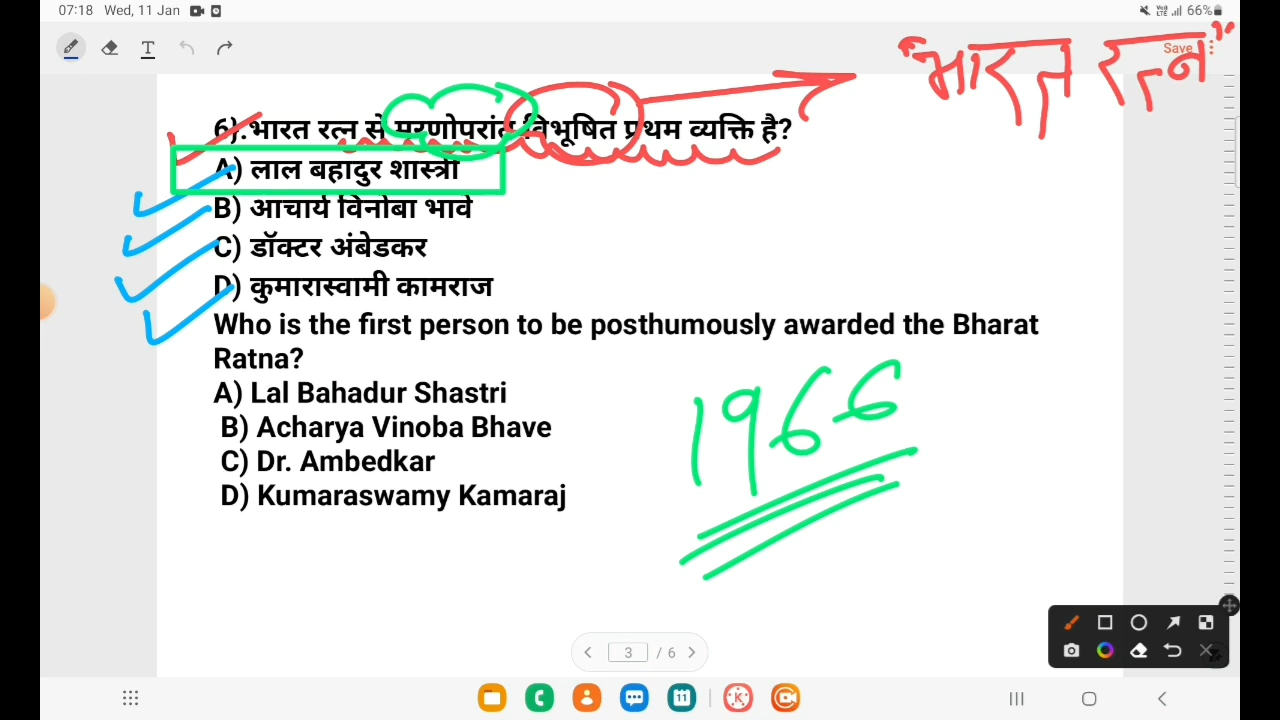 07:18 Wed, 11 Jan
66%
T
Save
"भारत रत्न"
6).भारत रत्न से मरणोपरांत विभूषित प्रथम व्यक्ति है?
A) लाल बहादुर शास्त्री
B) आचार्य विनोबा भावे
C) डॉक्टर अंबेडकर
D) कुमारास्वामी कामराज
Who is the first person to be posthumously awarded the Bharat
Ratna?
A) Lal Bahadur Shastri
B) Acharya Vinoba Bhave
C) Dr. Ambedkar
D) Kumaraswamy Kamaraj
1966
3 / 6
11
K